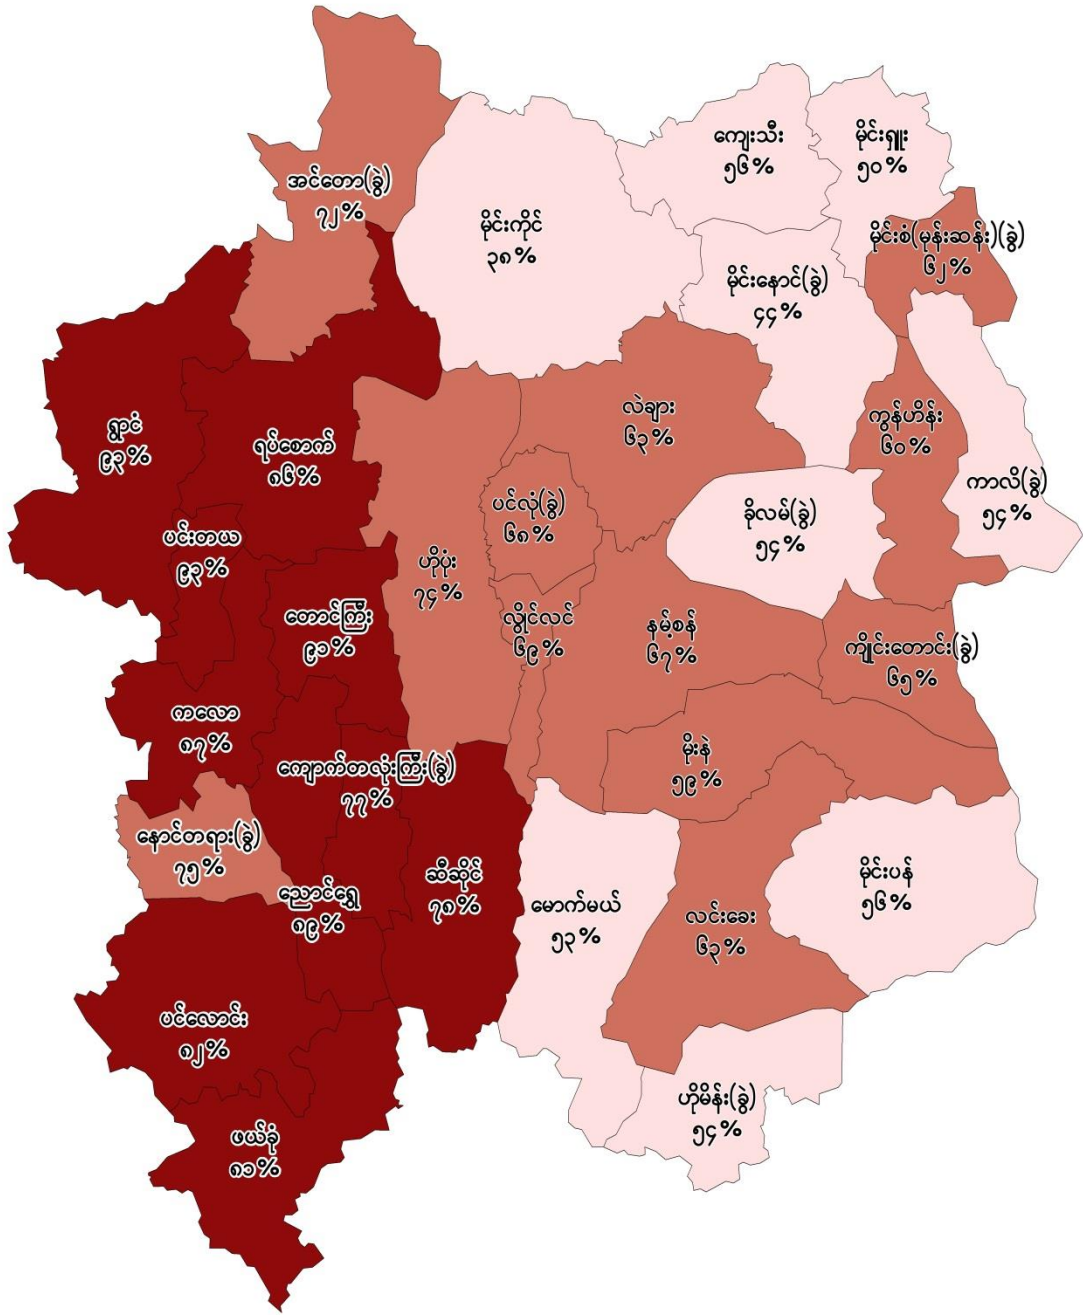 ကျေးသီး
၅၆%
မိုင်းရှူး
၅၀%
အင်တော(ခွဲ)
၇၂%
မိုင်းကိုင်
၃၈%
မိုင်းစံ(မုန်းဆန်း)(ခွဲ)
၆၂%
မိုင်းနောင်(ခွဲ)
၄၄%
ရွာငံ
၉၃%
ရပ်စောက်
၈၆%
လဲချား
၆၃%
ကွန်ဟိန်း
၆၀%
ကာလိ(ခွဲ)
၅၄%
ပင်လုံ(ခွဲ)
၆၈%
ခိုလမ်(ခွဲ)
၅၄%
ပင်းတယ
၉၃%
ဟိုပုံး
၇၄%
တောင်ကြီး
၉၁%
လွိုင်လင်
၆၉%
နမ့်စန်
၆၇%
ကျိုင်းတောင်း(ခွဲ)
၆၅%
ကလော
၈၇%
မိုးနဲ
၅၉%
ကျောက်တလုံးကြီး(ခွဲ)
၇၇%
နောင်တရား(ခွဲ)
၇၅%
ဆီဆိုင်
၇၈%
မိုင်းပန်
၅၆%
ညောင်ရွှေ
၈၉%
မောက်မယ်
၅၃%
လင်းခေး
၆၃%
ပင်လောင်း
၈၂%
ဟိုမိန်း(ခွဲ)
၅၄%
ဖယ်ခုံ
၈၁%